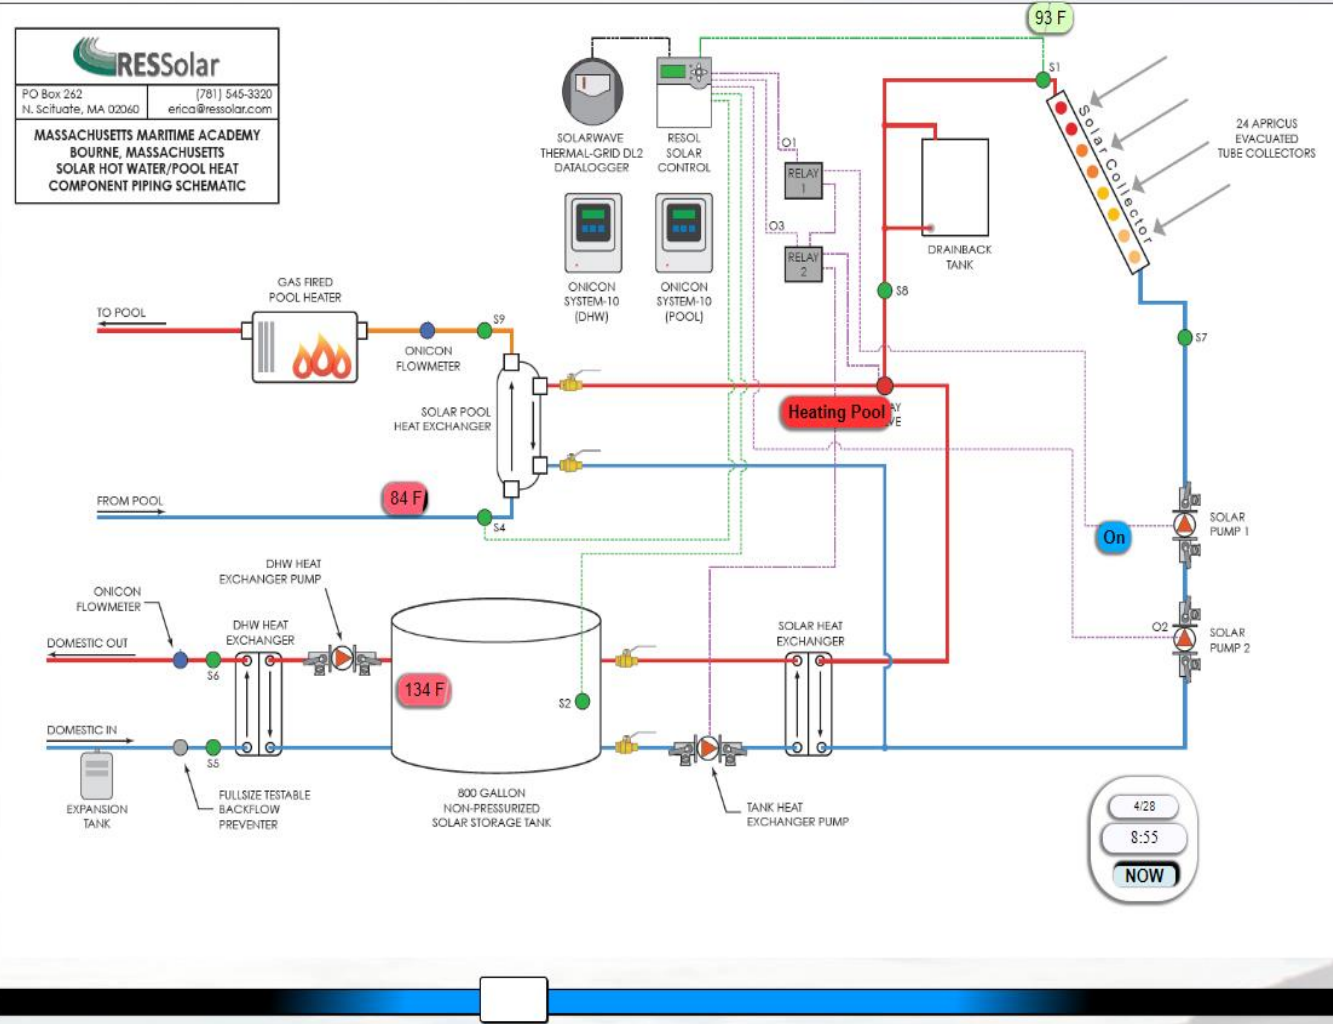 93 F
RESSolar
PO Box 262
N. Scituate, MA 02060
(781) 545-3320
erica@ressolar.com
MASSACHUSETTS MARITIME ACADEMY
BOURNE, MASSACHUSETTS
SOLAR HOT WATER/POOL HEAT
COMPONENT PIPING SCHEMATIC
SOLARWAVE
THERMAL-GRID DL2
DATALOGGER
RESOL
SOLAR
CONTROL
O1
RELAY
1
O3
RELAY
2
S1
Solar Collector
24 APRICUS
EVACUATED
TUBE COLLECTORS
DRAINBACK
TANK
ONICON
SYSTEM-10
(DHW)
ONICON
SYSTEM-10
(POOL)
S8
S7
GAS FIRED
POOL HEATER
TO POOL
S9
ONICON
FLOWMETER
SOLAR POOL
HEAT EXCHANGER
Heating Pool
FROM POOL
84 F
S4
On
SOLAR
PUMP 1
O2
SOLAR
PUMP 2
DHW HEAT
EXCHANGER PUMP
ONICON
FLOWMETER
DHW HEAT
EXCHANGER
DOMESTIC OUT
S6
134 F
S2
SOLAR HEAT
EXCHANGER
DOMESTIC IN
S5
EXPANSION
TANK
FULLSIZE TESTABLE
BACKFLOW
PREVENTER
800 GALLON
NON-PRESSURIZED
SOLAR STORAGE TANK
TANK HEAT
EXCHANGER PUMP
4/28
8:55
NOW